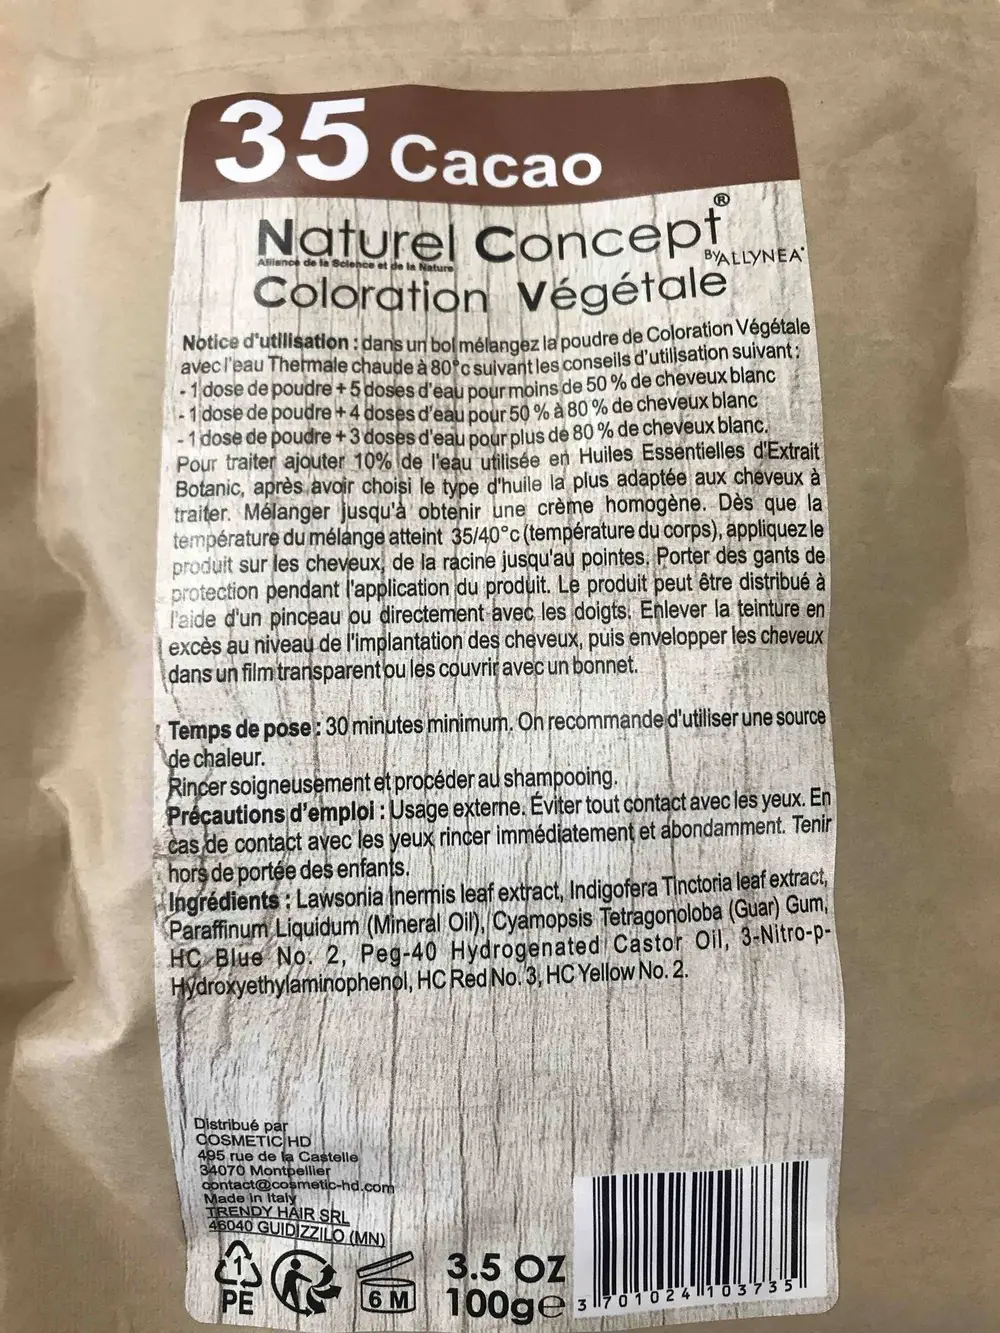 35 Cacao
Naturel Concept®
BY ALLYNEA
Alliance de la Science et de la Nature
Coloration Végétale
Notice d'utilisation : dans un bol mélangez la poudre de Coloration Végétale
avec l'eau Thermale chaude à 80°c suivant les conseils d'utilisation suivant :
- 1 dose de poudre + 5 doses d'eau pour moins de 50 % de cheveux blanc
- 1 dose de poudre + 4 doses d'eau pour 50 % à 80 % de cheveux blanc
- 1 dose de poudre + 3 doses d'eau pour plus de 80 % de cheveux blanc.
Pour traiter ajouter 10% de l'eau utilisée en Huiles Essentielles d'Extrait
Botanic, après avoir choisi le type d'huile la plus adaptée aux cheveux à
traiter. Mélanger jusqu'à obtenir une crème homogène. Dès que la
température du mélange atteint 35/40°c (température du corps), appliquez le
produit sur les cheveux, de la racine jusqu'au pointes. Porter des gants de
protection pendant l'application du produit. Le produit peut être distribué à
l'aide d'un pinceau ou directement avec les doigts. Enlever la teinture en
excès au niveau de l'implantation des cheveux, puis envelopper les cheveux
dans un film transparent ou les couvrir avec un bonnet.
Temps de pose : 30 minutes minimum. On recommande d'utiliser une source
de chaleur.
Rincer soigneusement et procéder au shampooing.
Précautions d'emploi : Usage externe. Éviter tout contact avec les yeux. En
cas de contact avec les yeux rincer immédiatement et abondamment. Tenir
hors de portée des enfants.
Ingrédients : Lawsonia Inermis leaf extract, Indigofera Tinctoria leaf extract,
Paraffinum Liquidum (Mineral Oil), Cyamopsis Tetragonoloba (Guar) Gum,
HC Blue No. 2, Peg-40 Hydrogenated Castor Oil, 3-Nitro-p-
Hydroxyethylaminophenol, HC Red No. 3, HC Yellow No. 2.
Distribué par
COSMETIC HD
495 rue de la Castelle
34070 Montpellier
contact@cosmetic-hd.com
Made in Italy
TRENDY HAIR SRL
46040 GUIDIZZILO (MN)
1
PE
6 M
3.5 OZ
100g e
3 701024 103735